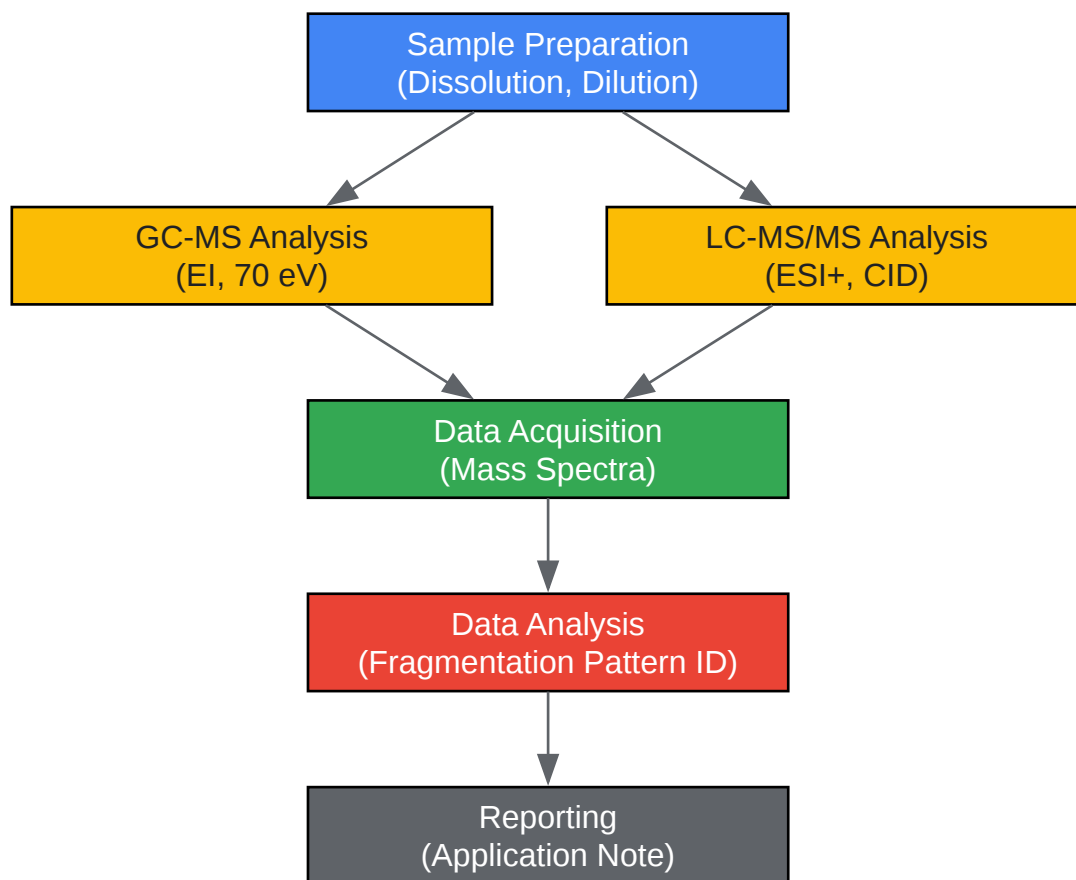 Sample Preparation
(Dissolution, Dilution)
GC-MS Analysis
(EI, 70 eV)
LC-MS/MS Analysis
(ESI+, CID)
Data Acquisition
(Mass Spectra)
Data Analysis
(Fragmentation Pattern ID)
Reporting
(Application Note)